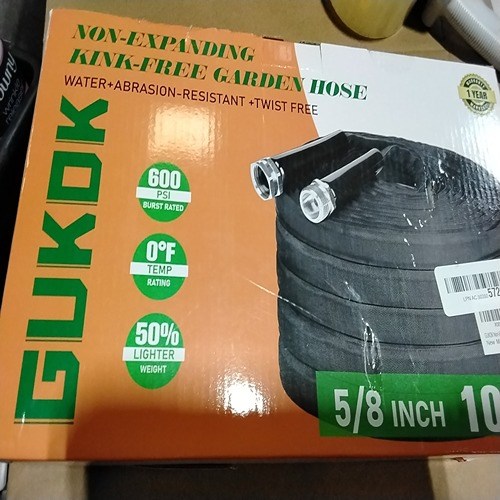 NON-EXPANDING
KINK-FREE GARDEN HOSE
WATER+ABRASION-RESISTANT +TWIST FREE
GUKOK
1 YEAR
600
PSI
BURST RATED
0°F
TEMP
RATING
50%
LIGHTER
WEIGHT
5/8 INCH 10